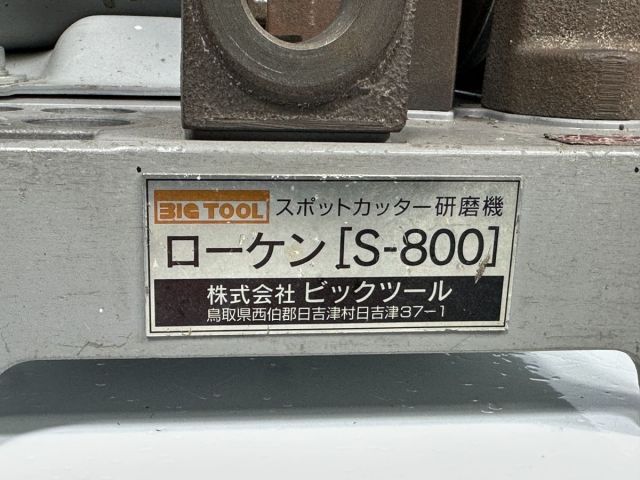 BIG TOOL スポットカッター研磨機
ローケン[S-800]
株式会社 ビックツール
鳥取県西伯郡日吉津村日吉津37-1